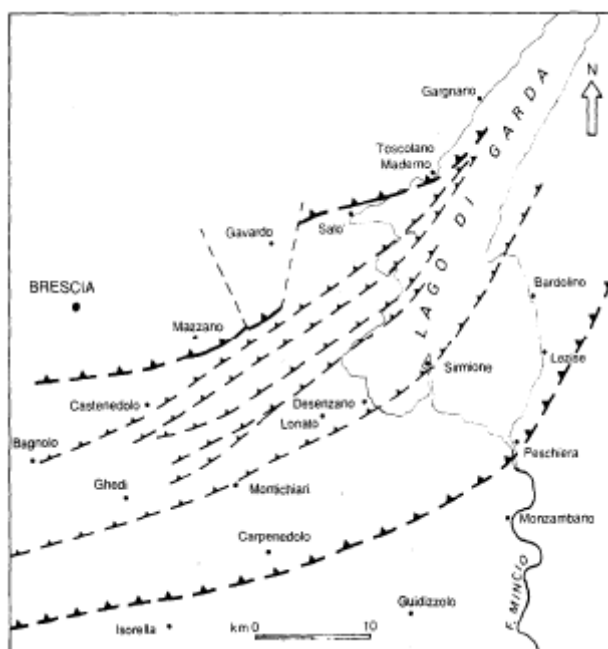 Gargnano
N
Toscolano
Maderno
LAGO DI GARDA
Salo'
Gavardo
BRESCIA
Bardolino
Mazzano
Lazise
Sirmione
Castenedolo
Desenzano
Lonato
Bagnolo
Peschiera
Ghedi
Montichiari
Monzambano
Carpenedolo
F. MINCIO
Guidizzolo
Isorella
km 0 10